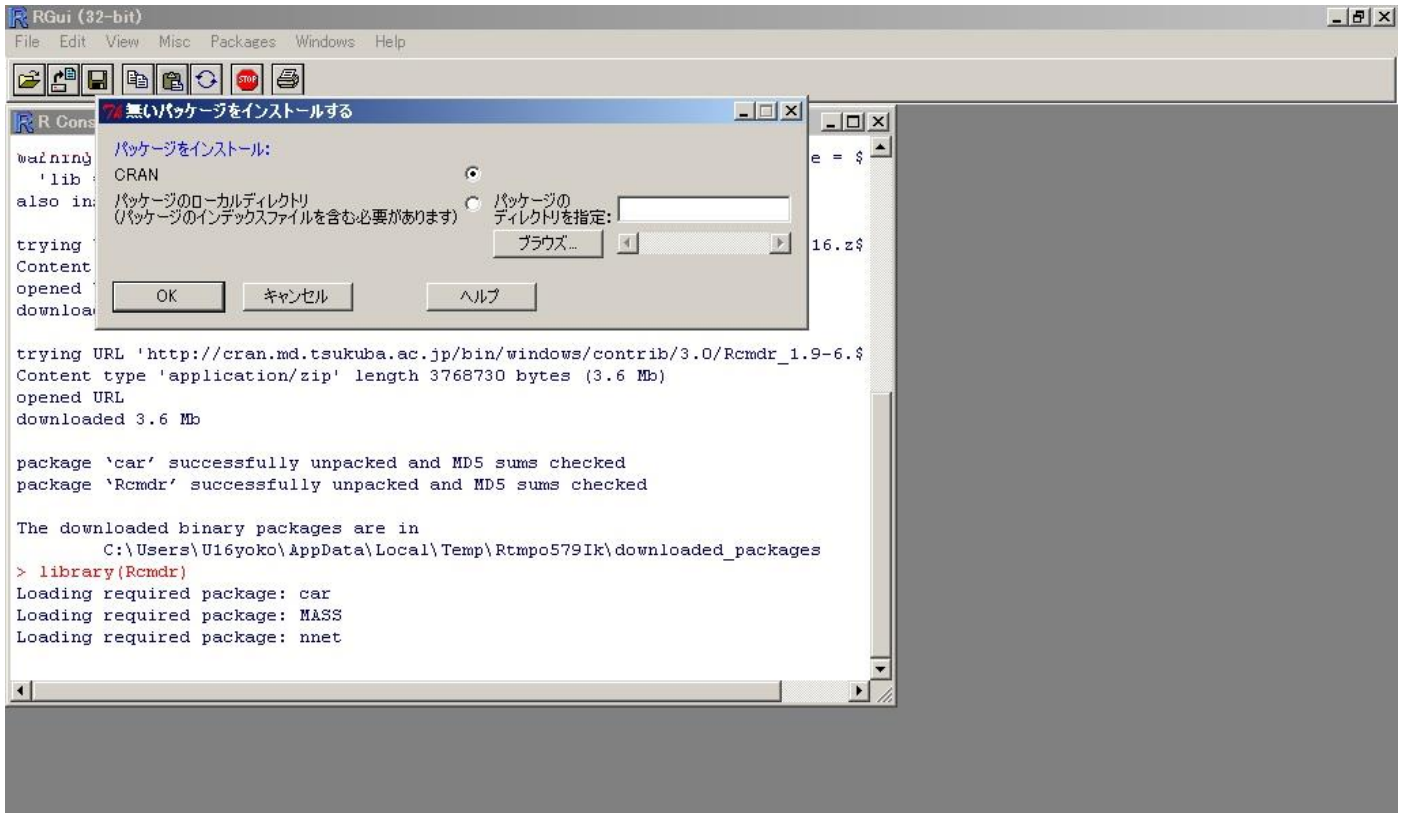 RGui (32-bit)
File Edit View Misc Packages Windows Help
STOP
R Cons
無いパッケージをインストールする
パッケージをインストール:
CRAN
パッケージのローカルディレクトリ
(パッケージのインデックスファイルを含む必要があります)
パッケージの
ディレクトリを指定:
ブラウズ...
OK キャンセル ヘルプ
warning e = $
'lib
also in
trying 16.z$
Content
opened
downloa
trying URL 'http://cran.md.tsukuba.ac.jp/bin/windows/contrib/3.0/Rcmdr_1.9-6.$
Content type 'application/zip' length 3768730 bytes (3.6 Mb)
opened URL
downloaded 3.6 Mb
package ‘car’ successfully unpacked and MD5 sums checked
package ‘Rcmdr’ successfully unpacked and MD5 sums checked
The downloaded binary packages are in
C:\Users\U16yoko\AppData\Local\Temp\Rtmpo579Ik\downloaded_packages
> library(Rcmdr)
Loading required package: car
Loading required package: MASS
Loading required package: nnet